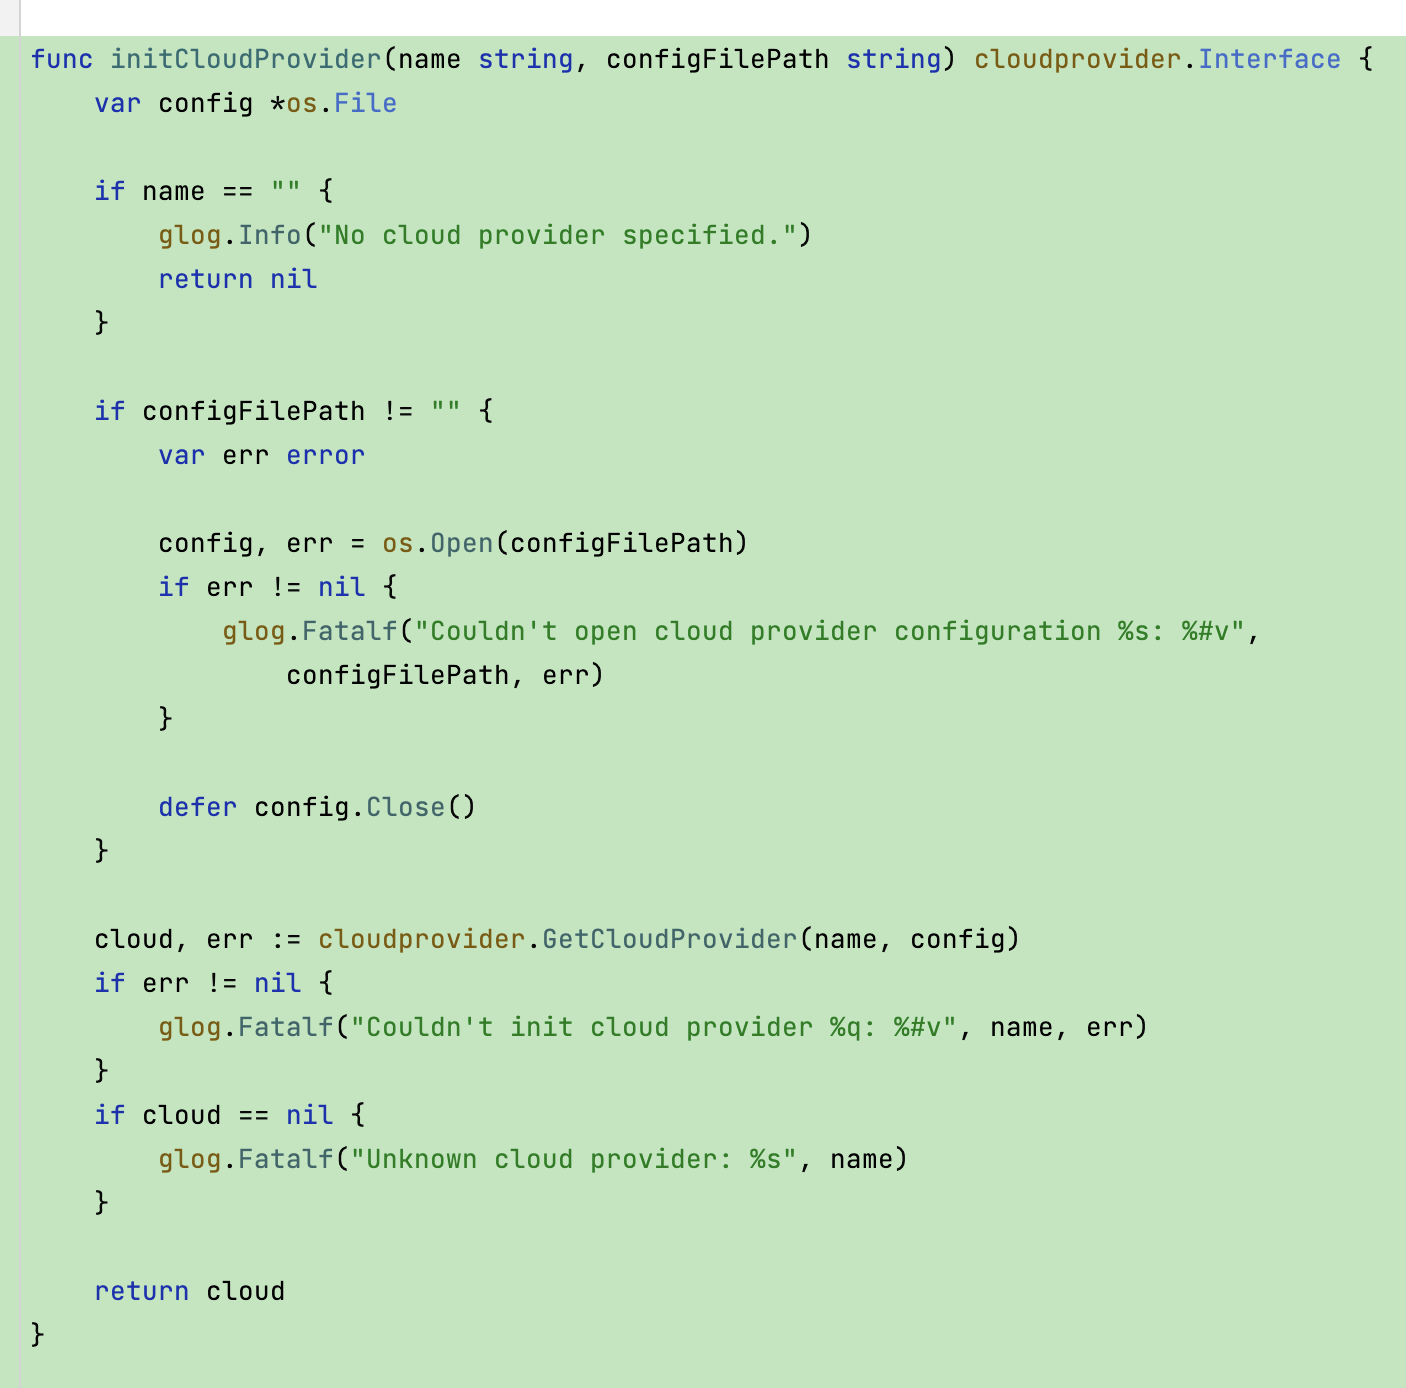 func initCloudProvider(name string, configFilePath string) cloudprovider.Interface {
    var config *os.File

    if name == "" {
        glog.Info("No cloud provider specified.")
        return nil
    }

    if configFilePath != "" {
        var err error

        config, err = os.Open(configFilePath)
        if err != nil {
            glog.Fatalf("Couldn't open cloud provider configuration %s: %#v",
                configFilePath, err)
        }

        defer config.Close()
    }

    cloud, err := cloudprovider.GetCloudProvider(name, config)
    if err != nil {
        glog.Fatalf("Couldn't init cloud provider %q: %#v", name, err)
    }
    if cloud == nil {
        glog.Fatalf("Unknown cloud provider: %s", name)
    }

    return cloud
}